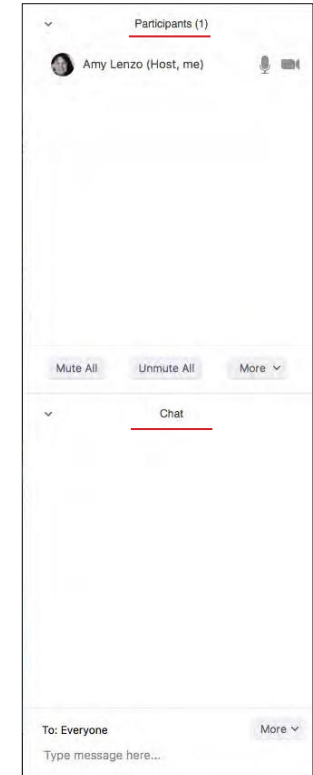 Participants (1)
Amy Lenzo (Host, me)
Mute All Unmute All More
Chat
To: Everyone More
Type message here...